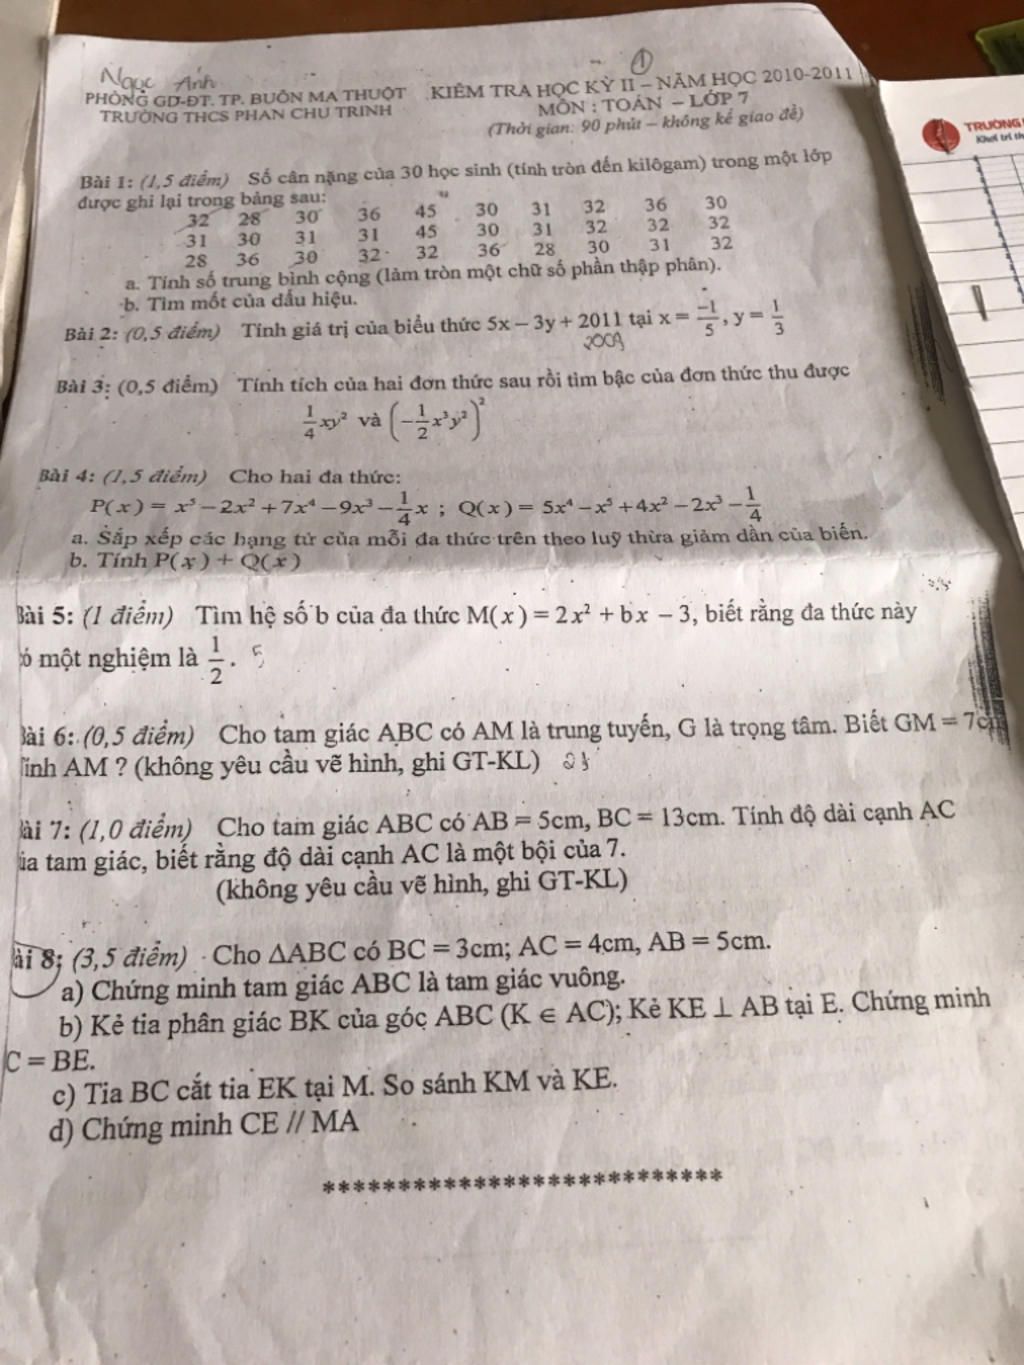 Ngọc Ánh
①
PHÒNG GD-ĐT. TP. BUÔN MA THUỘT KIỂM TRA HỌC KỲ II – NĂM HỌC 2010-2011
TRƯỜNG THCS PHAN CHU TRINH MÔN : TOÁN – LỚP 7
(Thời gian: 90 phút – không kể giao đề)
TRƯỜNG
Khơi trí th
Bài 1: (1,5 điểm) Số cân nặng của 30 học sinh (tính tròn đến kilôgam) trong một lớp
được ghi lại trong bảng sau:
32 28 30 36 45 30 31 32 36 30
31 30 31 31 45 30 31 32 32 32
28 36 30 32 32 36 28 30 31 32
a. Tính số trung bình cộng (làm tròn một chữ số phần thập phân).
b. Tìm mốt của dấu hiệu.
Bài 2: (0,5 điểm) Tính giá trị của biểu thức 5x – 3y + 2011 tại x = -1/5, y = 1/3
2009
Bài 3: (0,5 điểm) Tính tích của hai đơn thức sau rồi tìm bậc của đơn thức thu được
1/4 xy² và (-1/2 x³y²)²
Bài 4: (1,5 điểm) Cho hai đa thức:
P(x) = x⁵ – 2x² + 7x⁴ – 9x³ – 1/4 x ; Q(x) = 5x⁴ – x⁵ + 4x² – 2x³ – 1/4
a. Sắp xếp các hạng tử của mỗi đa thức trên theo luỹ thừa giảm dần của biến.
b. Tính P(x) + Q(x)
Bài 5: (1 điểm) Tìm hệ số b của đa thức M(x) = 2x² + bx – 3, biết rằng đa thức này
có một nghiệm là 1/2. 5
Bài 6: (0,5 điểm) Cho tam giác ABC có AM là trung tuyến, G là trọng tâm. Biết GM = 7cm
Tính AM ? (không yêu cầu vẽ hình, ghi GT-KL)
ài 7: (1,0 điểm) Cho tam giác ABC có AB = 5cm, BC = 13cm. Tính độ dài cạnh AC
ủa tam giác, biết rằng độ dài cạnh AC là một bội của 7.
(không yêu cầu vẽ hình, ghi GT-KL)
ài 8: (3,5 điểm) Cho ΔABC có BC = 3cm; AC = 4cm, AB = 5cm.
a) Chứng minh tam giác ABC là tam giác vuông.
b) Kẻ tia phân giác BK của góc ABC (K ∈ AC); Kẻ KE ⊥ AB tại E. Chứng minh
C = BE.
c) Tia BC cắt tia EK tại M. So sánh KM và KE.
d) Chứng minh CE // MA
***************************